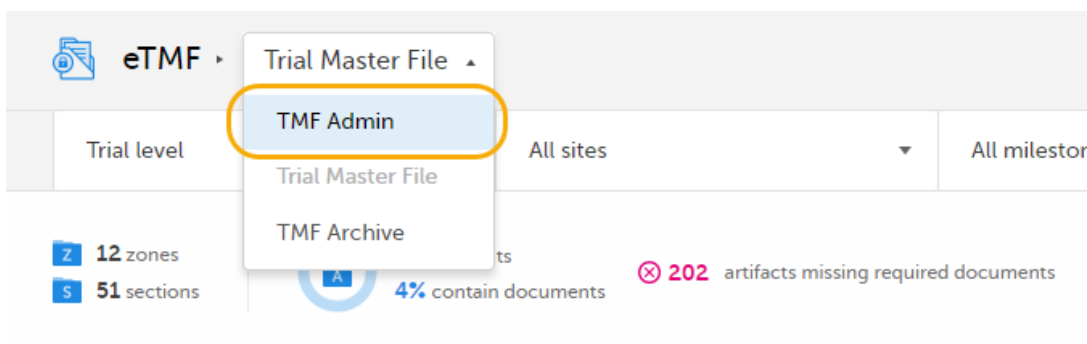 eTMF
Trial Master File
TMF Admin
Trial Master File
TMF Archive
Trial level
All sites
All mileston
Z 12 zones
S 51 sections
A
ts
4% contain documents
202 artifacts missing required documents